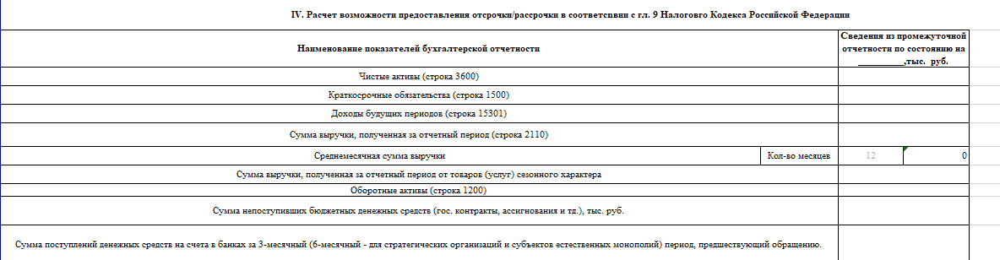 IV. Расчет возможности предоставления отсрочки/рассрочки в соответсnвии с гл. 9 Налоговго Кодекса Российской Федерации
Наименование показателей бухгалтерской отчетности
Сведения из промежуточной
отчетности по состоянию на
__________,тыс. руб.
Чистые активы (строка 3600)
Краткосрочные обязательства (строка 1500)
Доходы будущих периодов (строка 15301)
Сумма выручки, полученная за отчетный период (строка 2110)
Среднемесячная сумма выручки
Кол-во месяцев
12
0
Сумма выручки, полученная за отчетный период от товаров (услуг) сезонного характера
Оборотные активы (строка 1200)
Сумма непоступивших бюджетных денежных средств (гос. контракты, ассигнования и тд.), тыс. руб.
Сумма поступлений денежных средств на счета в банках за 3-месячный (6-месячный - для стратегических организаций и субъектов естественных монополий) период, предшествующий обращению.